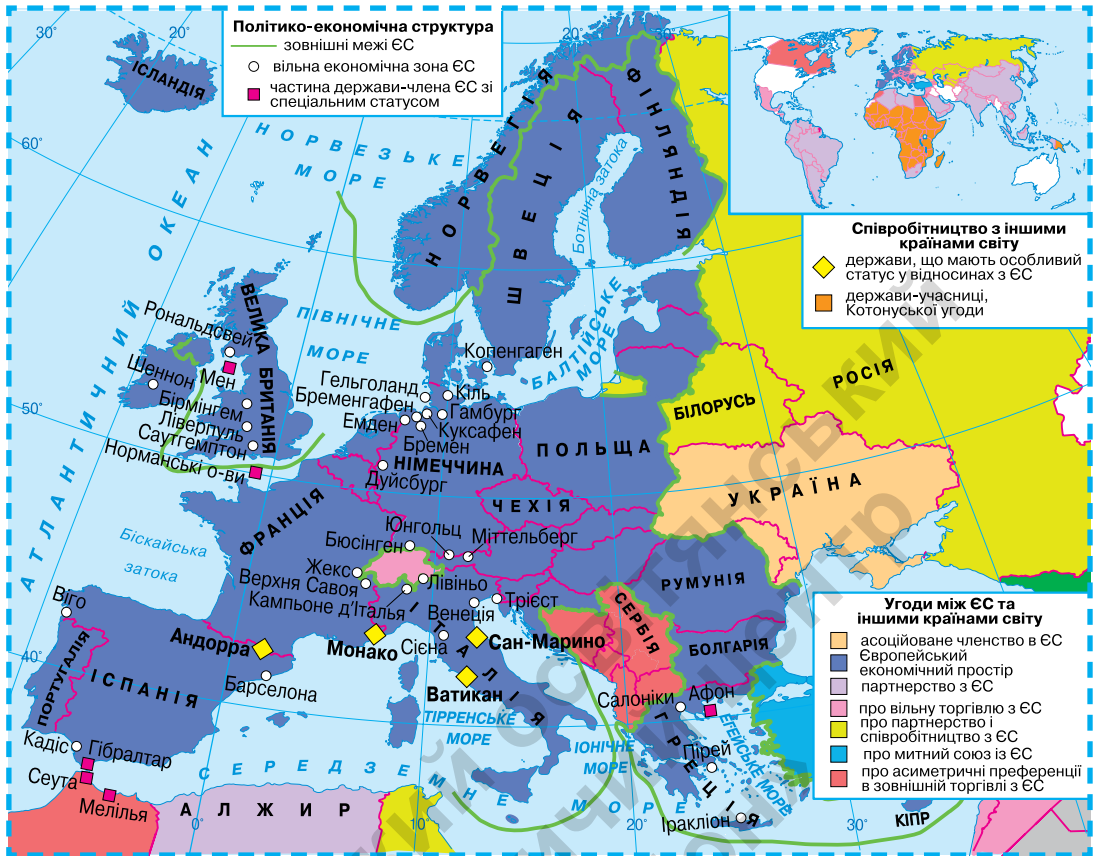 Політико-економічна структура
зовнішні межі ЄС
вільна економічна зона ЄС
частина держави-члена ЄС зі
спеціальним статусом
30°
20°
30°
60°
50°
40°
0°
10°
20°
30°
Співробітництво з іншими
країнами світу
держави, що мають особливий
статус у відносинах з ЄС
держави-учасниці,
Котонуської угоди
Угоди між ЄС та
іншими країнами світу
асоційоване членство в ЄС
Європейський
економічний простір
партнерство з ЄС
про вільну торгівлю з ЄС
про партнерство і
співробітництво з ЄС
про митний союз із ЄС
про асиметричні преференції
в зовнішній торгівлі з ЄС
ІСЛАНДІЯ
НОРВЕЗЬКЕ
МОРЕ
НОРВЕГІЯ
ШВЕЦІЯ
ФІНЛЯНДІЯ
Ботнічна затока
АТЛАНТИЧНИЙ ОКЕАН
ВЕЛИКА БРИТАНІЯ
ПІВНІЧНЕ
МОРЕ
БАЛТІЙСЬКЕ
МОРЕ
Рональдсвей
Шеннон
Мен
Бірмінгем
Ліверпуль
Саутгемптон
Норманські о-ви
Копенгаген
Гельголанд
Кіль
Бременгафен
Гамбург
Емден
Куксафен
Бремен
НІМЕЧЧИНА
Дуйсбург
ПОЛЬЩА
БІЛОРУСЬ
РОСІЯ
УКРАЇНА
ЧЕХІЯ
ФРАНЦІЯ
Біскайська
затока
Юнгольц
Міттельберг
Бюсінген
Жекс
Верхня Савоя
Лівіньо
Кампьоне д'Італья
Венеція
Трієст
РУМУНІЯ
СЕРБІЯ
БОЛГАРІЯ
Віго
Андорра
Монако
Сієна
Сан-Марино
ІТАЛІЯ
Ватикан
ПОРТУГАЛІЯ
ІСПАНІЯ
Барселона
ТІРРЕНСЬКЕ
МОРЕ
Салоніки
Афон
ГРЕЦІЯ
ЕГЕЙСЬКЕ МОРЕ
Кадіс
Гібралтар
Сеута
Мелілья
ІОНІЧНЕ
МОРЕ
Пірей
Іракліон
СЕРЕДЗЕМНЕ МОРЕ
АЛЖИР
КІПР